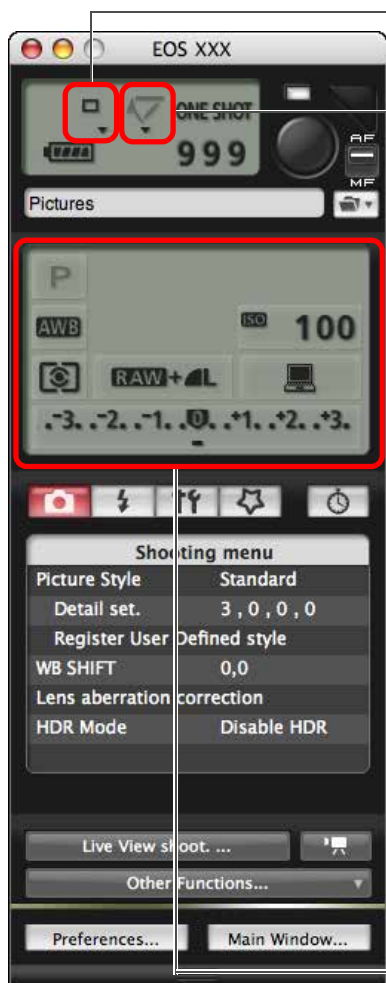 EOS XXX
ONE SHOT
999
AF
MF
Pictures
P
AWB
ISO 100
RAW+L
.-3. .-2. .-1. .0. .+1. .+2. .+3.
Shooting menu
Picture Style Standard
Detail set. 3 , 0 , 0 , 0
Register User Defined style
WB SHIFT 0,0
Lens aberration correction
HDR Mode Disable HDR
Live View shoot. ...
Other Functions...
Preferences... Main Window...